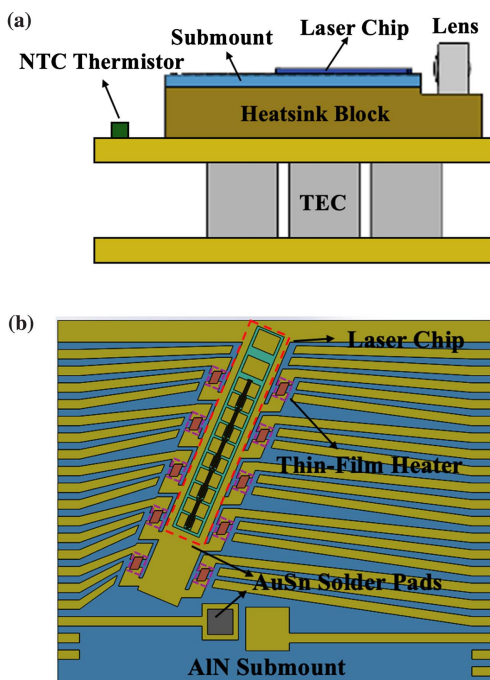 (a)
Laser Chip
Lens
Submount
NTC Thermistor
Heatsink Block
TEC
(b)
Laser Chip
Thin-Film Heater
AuSn Solder Pads
AlN Submount